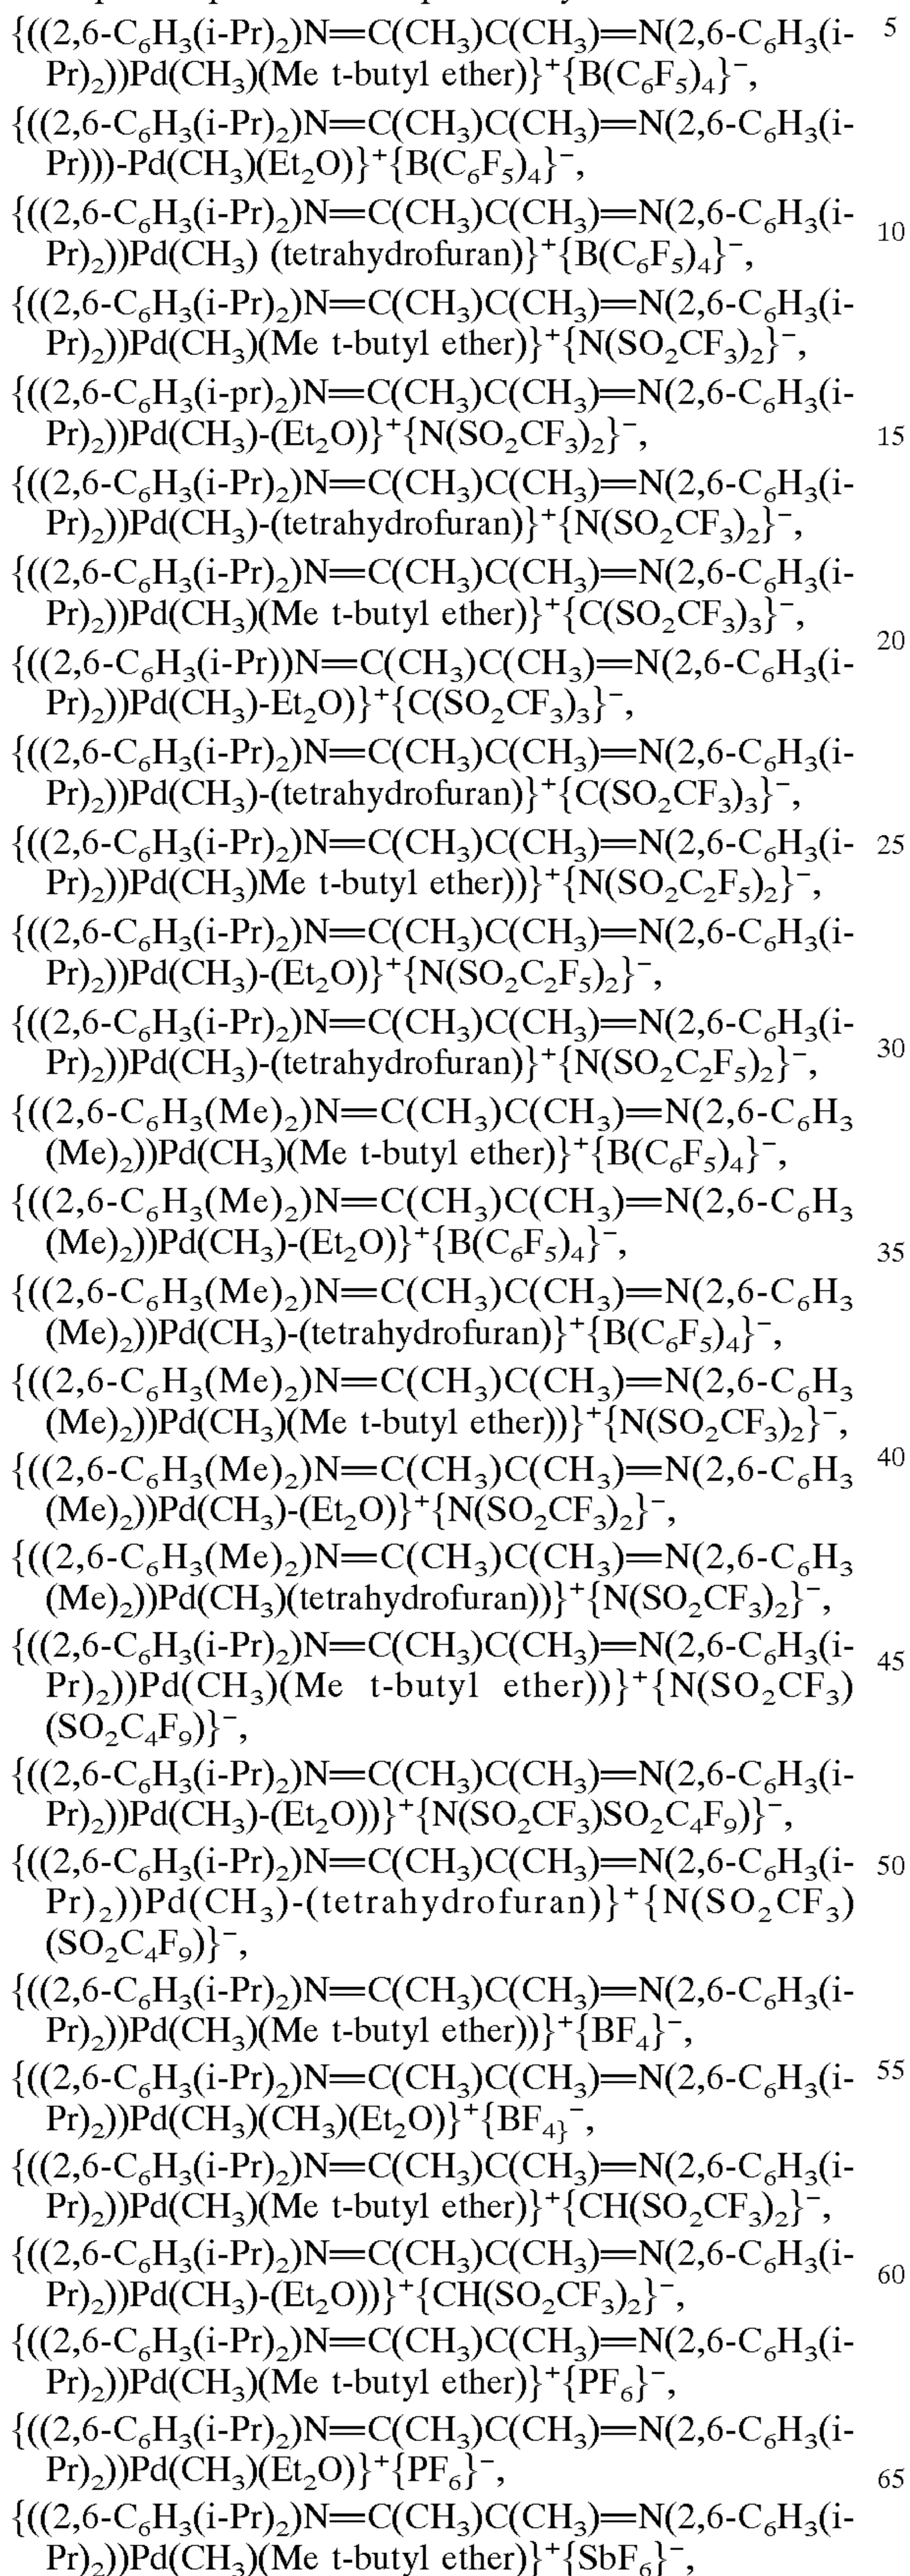 {((2,6-C₆H₃(i-Pr)₂)N═C(CH₃)C(CH₃)═N(2,6-C₆H₃(i- 5
Pr)₂))Pd(CH₃)(Me t-butyl ether)}⁺{B(C₆F₅)₄}⁻,
{((2,6-C₆H₃(i-Pr)₂)N═C(CH₃)C(CH₃)═N(2,6-C₆H₃(i-
Pr)))-Pd(CH₃)(Et₂O)}⁺{B(C₆F₅)₄}⁻,
{((2,6-C₆H₃(i-Pr)₂)N═C(CH₃)C(CH₃)═N(2,6-C₆H₃(i- 10
Pr)₂))Pd(CH₃) (tetrahydrofuran)}⁺{B(C₆F₅)₄}⁻,
{((2,6-C₆H₃(i-Pr)₂)N═C(CH₃)C(CH₃)═N(2,6-C₆H₃(i-
Pr)₂))Pd(CH₃)(Me t-butyl ether)}⁺{N(SO₂CF₃)₂}⁻,
{((2,6-C₆H₃(i-pr)₂)N═C(CH₃)C(CH₃)═N(2,6-C₆H₃(i-
Pr)₂))Pd(CH₃)-(Et₂O)}⁺{N(SO₂CF₃)₂}⁻, 15
{((2,6-C₆H₃(i-Pr)₂)N═C(CH₃)C(CH₃)═N(2,6-C₆H₃(i-
Pr)₂))Pd(CH₃)-(tetrahydrofuran)}⁺{N(SO₂CF₃)₂}⁻,
{((2,6-C₆H₃(i-Pr)₂)N═C(CH₃)C(CH₃)═N(2,6-C₆H₃(i-
Pr)₂))Pd(CH₃)(Me t-butyl ether)}⁺{C(SO₂CF₃)₃}⁻,
20
{((2,6-C₆H₃(i-Pr))N═C(CH₃)C(CH₃)═N(2,6-C₆H₃(i-
Pr)₂))Pd(CH₃)-Et₂O)}⁺{C(SO₂CF₃)₃}⁻,
{((2,6-C₆H₃(i-Pr)₂)N═C(CH₃)C(CH₃)═N(2,6-C₆H₃(i-
Pr)₂))Pd(CH₃)-(tetrahydrofuran)}⁺{C(SO₂CF₃)₃}⁻,
{((2,6-C₆H₃(i-Pr)₂)N═C(CH₃)C(CH₃)═N(2,6-C₆H₃(i- 25
Pr)₂))Pd(CH₃)Me t-butyl ether))}⁺{N(SO₂C₂F₅)₂}⁻,
{((2,6-C₆H₃(i-Pr)₂)N═C(CH₃)C(CH₃)═N(2,6-C₆H₃(i-
Pr)₂))Pd(CH₃)-(Et₂O)}⁺{N(SO₂C₂F₅)₂}⁻,
{((2,6-C₆H₃(i-Pr)₂)N═C(CH₃)C(CH₃)═N(2,6-C₆H₃(i- 30
Pr)₂))Pd(CH₃)-(tetrahydrofuran)}⁺{N(SO₂C₂F₅)₂}⁻,
{((2,6-C₆H₃(Me)₂)N═C(CH₃)C(CH₃)═N(2,6-C₆H₃
(Me)₂))Pd(CH₃)(Me t-butyl ether)}⁺{B(C₆F₅)₄}⁻,
{((2,6-C₆H₃(Me)₂)N═C(CH₃)C(CH₃)═N(2,6-C₆H₃
(Me)₂))Pd(CH₃)-(Et₂O)}⁺{B(C₆F₅)₄}⁻, 35
{((2,6-C₆H₃(Me)₂)N═C(CH₃)C(CH₃)═N(2,6-C₆H₃
(Me)₂))Pd(CH₃)-(tetrahydrofuran)}⁺{B(C₆F₅)₄}⁻,
{((2,6-C₆H₃(Me)₂)N═C(CH₃)C(CH₃)═N(2,6-C₆H₃
(Me)₂))Pd(CH₃)(Me t-butyl ether))}⁺{N(SO₂CF₃)₂}⁻,
{((2,6-C₆H₃(Me)₂)N═C(CH₃)C(CH₃)═N(2,6-C₆H₃ 40
(Me)₂))Pd(CH₃)-(Et₂O)}⁺{N(SO₂CF₃)₂}⁻,
{((2,6-C₆H₃(Me)₂)N═C(CH₃)C(CH₃)═N(2,6-C₆H₃
(Me)₂))Pd(CH₃)(tetrahydrofuran))}⁺{N(SO₂CF₃)₂}⁻,
{((2,6-C₆H₃(i-Pr)₂)N═C(CH₃)C(CH₃)═N(2,6-C₆H₃(i- 45
Pr)₂))Pd(CH₃)(Me t-butyl ether))}⁺{N(SO₂CF₃)
(SO₂C₄F₉)}⁻,
{((2,6-C₆H₃(i-Pr)₂)N═C(CH₃)C(CH₃)═N(2,6-C₆H₃(i-
Pr)₂))Pd(CH₃)-(Et₂O))}⁺{N(SO₂CF₃)SO₂C₄F₉)}⁻,
{((2,6-C₆H₃(i-Pr)₂)N═C(CH₃)C(CH₃)═N(2,6-C₆H₃(i- 50
Pr)₂))Pd(CH₃)-(tetrahydrofuran)}⁺{N(SO₂CF₃)
(SO₂C₄F₉)}⁻,
{((2,6-C₆H₃(i-Pr)₂)N═C(CH₃)C(CH₃)═N(2,6-C₆H₃(i-
Pr)₂))Pd(CH₃)(Me t-butyl ether))}⁺{BF₄}⁻,
{((2,6-C₆H₃(i-Pr)₂)N═C(CH₃)C(CH₃)═N(2,6-C₆H₃(i- 55
Pr)₂))Pd(CH₃)(CH₃)(Et₂O)}⁺{BF₄}⁻,
{((2,6-C₆H₃(i-Pr)₂)N═C(CH₃)C(CH₃)═N(2,6-C₆H₃(i-
Pr)₂))Pd(CH₃)(Me t-butyl ether)}⁺{CH(SO₂CF₃)₂}⁻,
{((2,6-C₆H₃(i-Pr)₂)N═C(CH₃)C(CH₃)═N(2,6-C₆H₃(i- 60
Pr)₂))Pd(CH₃)-(Et₂O))}⁺{CH(SO₂CF₃)₂}⁻,
{((2,6-C₆H₃(i-Pr)₂)N═C(CH₃)C(CH₃)═N(2,6-C₆H₃(i-
Pr)₂))Pd(CH₃)(Me t-butyl ether)}⁺{PF₆}⁻,
{((2,6-C₆H₃(i-Pr)₂)N═C(CH₃)C(CH₃)═N(2,6-C₆H₃(i-
Pr)₂))Pd(CH₃)(Et₂O)}⁺{PF₆}⁻, 65
{((2,6-C₆H₃(i-Pr)₂)N═C(CH₃)C(CH₃)═N(2,6-C₆H₃(i-
Pr)₂))Pd(CH₃)(Me t-butyl ether)}⁺{SbF₆}⁻,